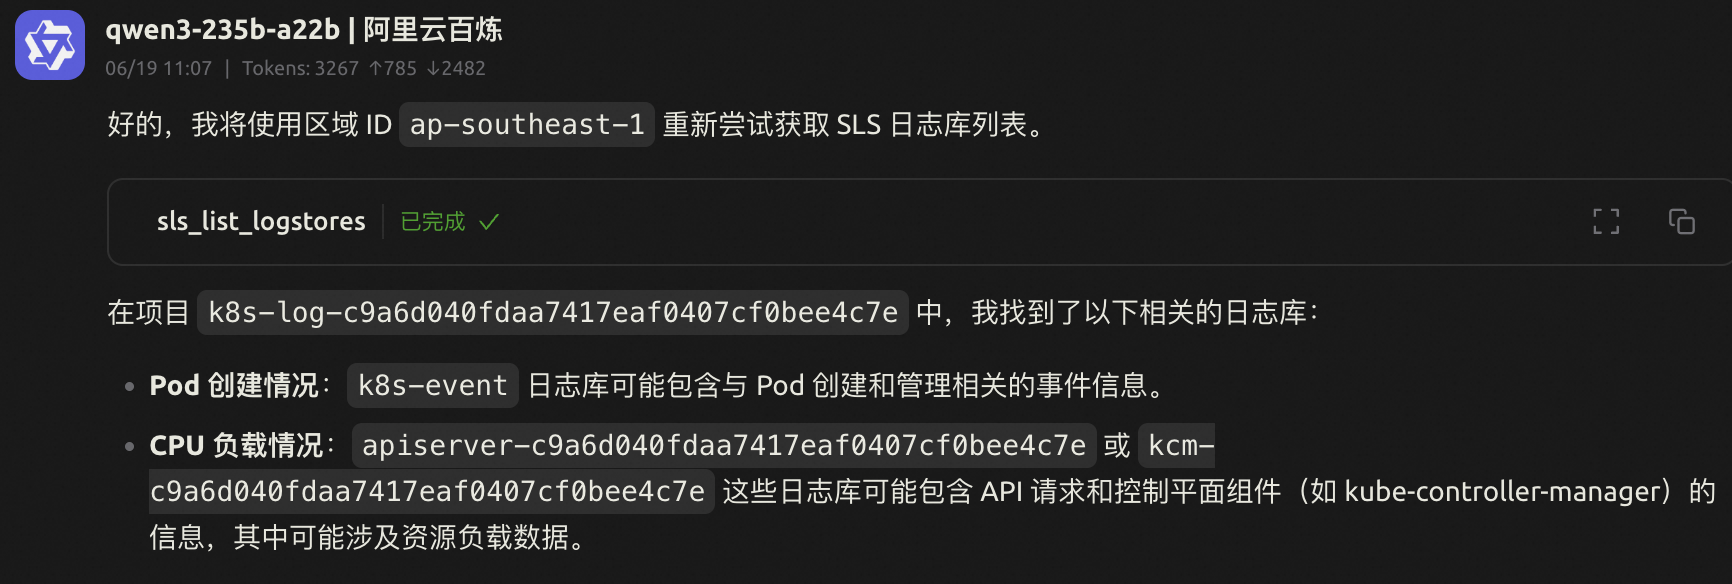 qwen3-235b-a22b | 阿里云百炼
06/19 11:07 | Tokens: 3267 ↑785 ↓2482
好的，我将使用区域 ID ap-southeast-1 重新尝试获取 SLS 日志库列表。
sls_list_logstores 已完成 ✓
在项目 k8s-log-c9a6d040fdaa7417eaf0407cf0bee4c7e 中，我找到了以下相关的日志库：
• Pod 创建情况： k8s-event 日志库可能包含与 Pod 创建和管理相关的事件信息。
• CPU 负载情况： apiserver-c9a6d040fdaa7417eaf0407cf0bee4c7e 或 kcm-
c9a6d040fdaa7417eaf0407cf0bee4c7e 这些日志库可能包含 API 请求和控制平面组件（如 kube-controller-manager）的
信息，其中可能涉及资源负载数据。